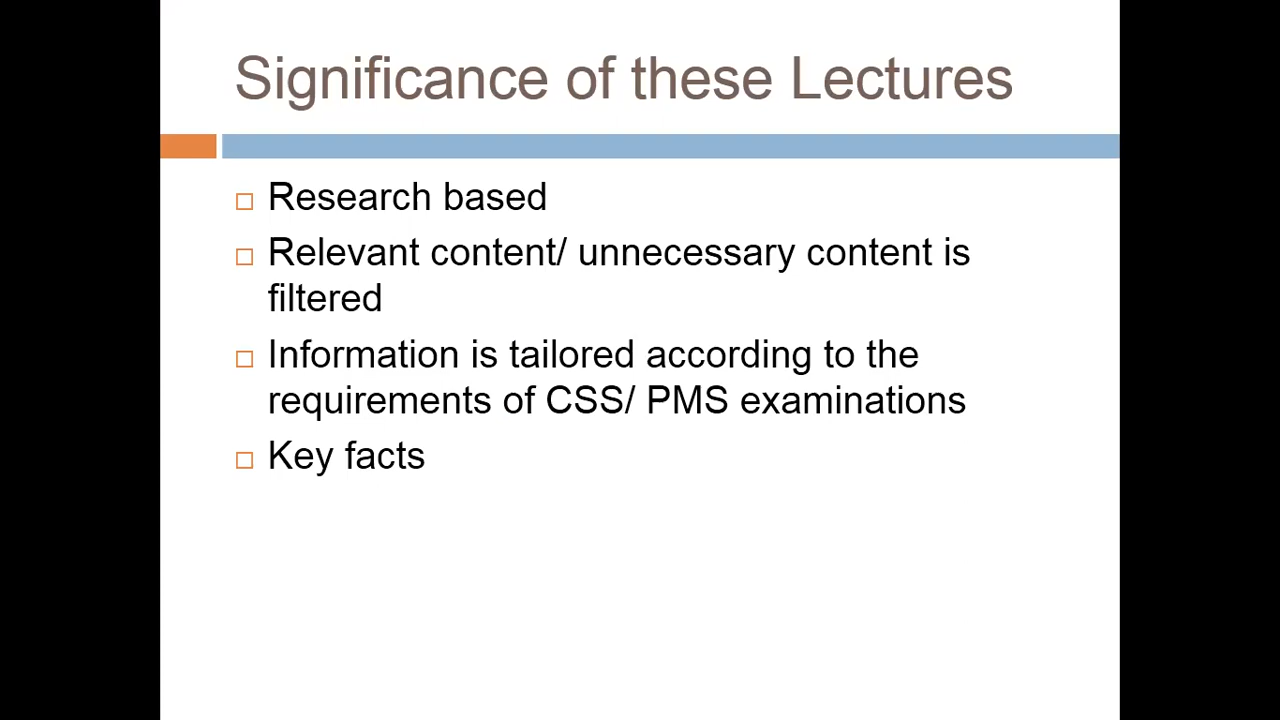 Significance of these Lectures
Research based
Relevant content/ unnecessary content is
filtered
Information is tailored according to the
requirements of CSS/ PMS examinations
Key facts